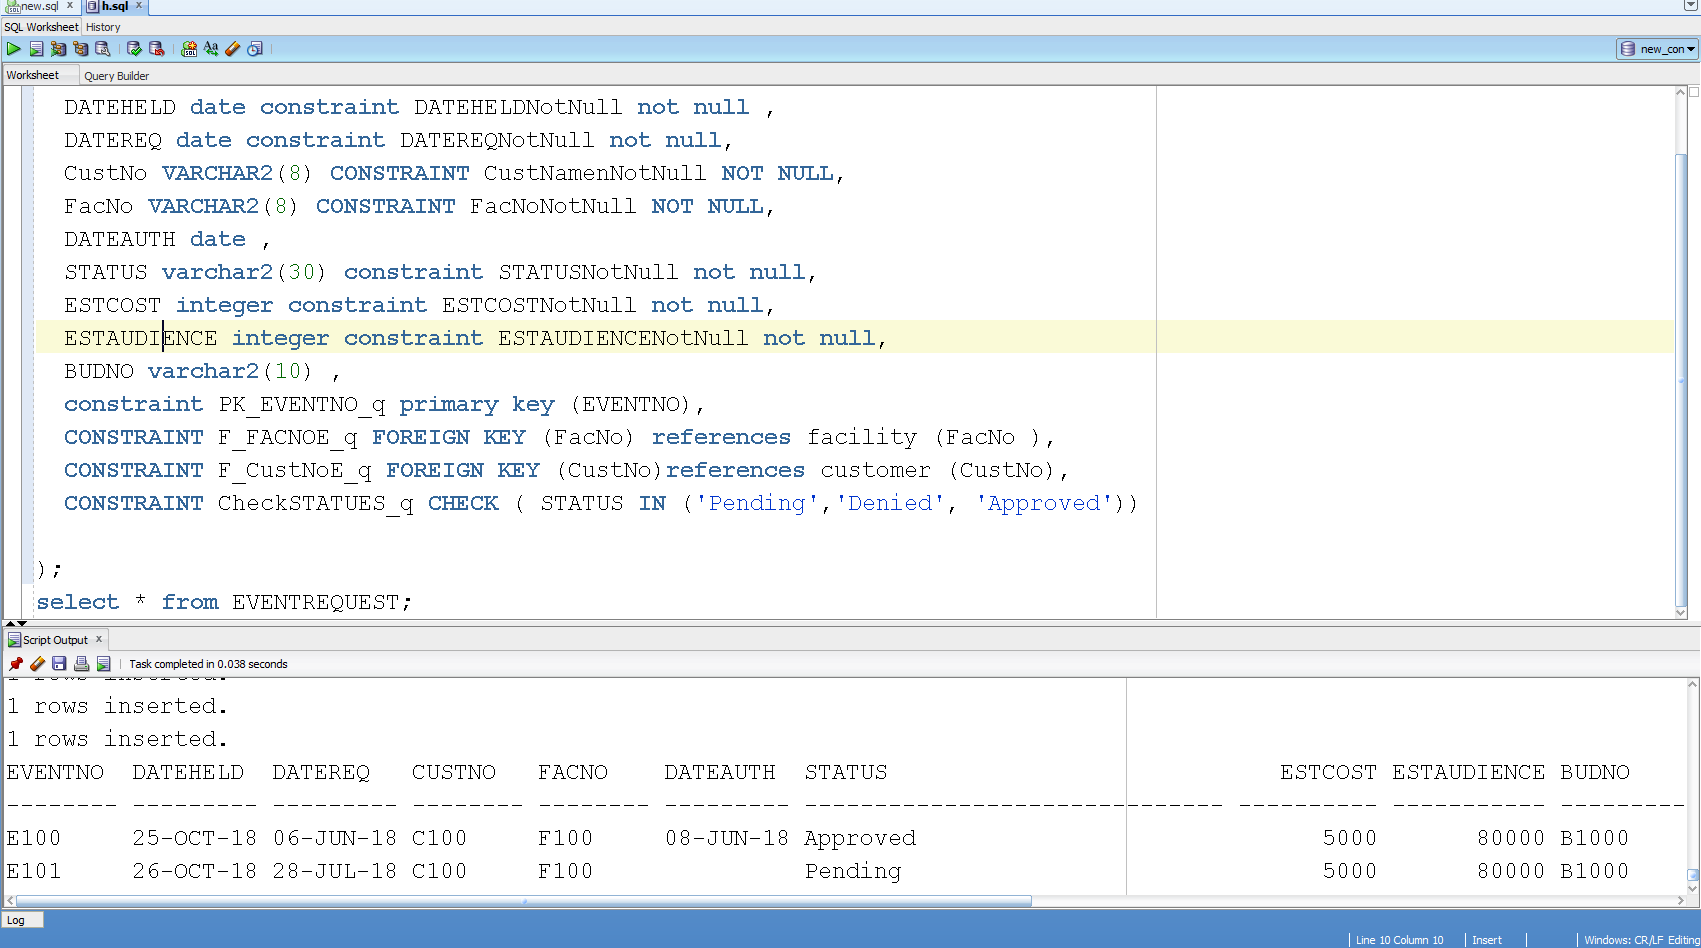 new.sql x h.sql x
SQL Worksheet History
new_con
Worksheet Query Builder
DATEHELD date constraint DATEHELDNotNull not null ,
DATEREQ date constraint DATEREQNotNull not null,
CustNo VARCHAR2(8) CONSTRAINT CustNamenNotNull NOT NULL,
FacNo VARCHAR2(8) CONSTRAINT FacNoNotNull NOT NULL,
DATEAUTH date ,
STATUS varchar2(30) constraint STATUSNotNull not null,
ESTCOST integer constraint ESTCOSTNotNull not null,
ESTAUDIENCE integer constraint ESTAUDIENCENotNull not null,
BUDNO varchar2(10) ,
constraint PK_EVENTNO_q primary key (EVENTNO),
CONSTRAINT F_FACNOE_q FOREIGN KEY (FacNo) references facility (FacNo ),
CONSTRAINT F_CustNoE_q FOREIGN KEY (CustNo)references customer (CustNo),
CONSTRAINT CheckSTATUES_q CHECK ( STATUS IN ('Pending','Denied', 'Approved'))
);
select * from EVENTREQUEST;
Script Output x
Task completed in 0.038 seconds
1 rows inserted.
1 rows inserted.
1 rows inserted.
EVENTNO DATEHELD DATEREQ CUSTNO FACNO DATEAUTH STATUS ESTCOST ESTAUDIENCE BUDNO
-------- --------- --------- -------- -------- --------- ------------------------------ ---------- ----------- ---------
E100 25-OCT-18 06-JUN-18 C100 F100 08-JUN-18 Approved 5000 80000 B1000
E101 26-OCT-18 28-JUL-18 C100 F100 Pending 5000 80000 B1000
Log
Line 10 Column 10 Insert Windows: CR/LF Editing